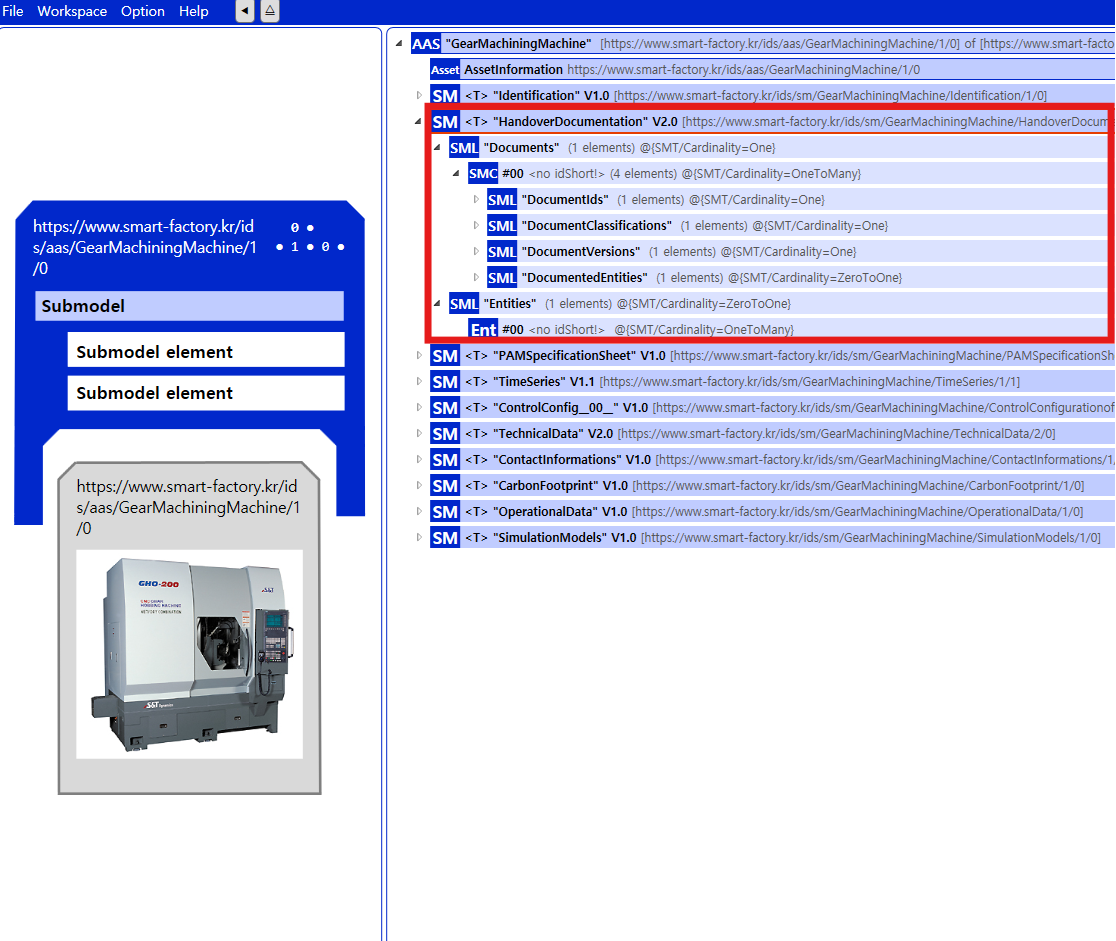 File Workspace Option Help
https://www.smart-factory.kr/id
s/aas/GearMachiningMachine/1
/0
0
1 0
Submodel
Submodel element
Submodel element
https://www.smart-factory.kr/id
s/aas/GearMachiningMachine/1
/0
GHO-200
CNC GEAR
HOBBING MACHINE
WET/DRY COMBINATION
S&T
S&T Dynamics
AAS "GearMachiningMachine" [https://www.smart-factory.kr/ids/aas/GearMachiningMachine/1/0] of [https://www.smart-facto
Asset AssetInformation https://www.smart-factory.kr/ids/aas/GearMachiningMachine/1/0
SM <T> "Identification" V1.0 [https://www.smart-factory.kr/ids/sm/GearMachiningMachine/Identification/1/0]
SM <T> "HandoverDocumentation" V2.0 [https://www.smart-factory.kr/ids/sm/GearMachiningMachine/HandoverDocum
SML "Documents" (1 elements) @{SMT/Cardinality=One}
SMC #00 <no idShort!> (4 elements) @{SMT/Cardinality=OneToMany}
SML "DocumentIds" (1 elements) @{SMT/Cardinality=One}
SML "DocumentClassifications" (1 elements) @{SMT/Cardinality=One}
SML "DocumentVersions" (1 elements) @{SMT/Cardinality=One}
SML "DocumentedEntities" (1 elements) @{SMT/Cardinality=ZeroToOne}
SML "Entities" (1 elements) @{SMT/Cardinality=ZeroToOne}
Ent #00 <no idShort!> @{SMT/Cardinality=OneToMany}
SM <T> "PAMSpecificationSheet" V1.0 [https://www.smart-factory.kr/ids/sm/GearMachiningMachine/PAMSpecificationSh
SM <T> "TimeSeries" V1.1 [https://www.smart-factory.kr/ids/sm/GearMachiningMachine/TimeSeries/1/1]
SM <T> "ControlConfig__00__" V1.0 [https://www.smart-factory.kr/ids/sm/GearMachiningMachine/ControlConfigurationof
SM <T> "TechnicalData" V2.0 [https://www.smart-factory.kr/ids/sm/GearMachiningMachine/TechnicalData/2/0]
SM <T> "ContactInformations" V1.0 [https://www.smart-factory.kr/ids/sm/GearMachiningMachine/ContactInformations/1/
SM <T> "CarbonFootprint" V1.0 [https://www.smart-factory.kr/ids/sm/GearMachiningMachine/CarbonFootprint/1/0]
SM <T> "OperationalData" V1.0 [https://www.smart-factory.kr/ids/sm/GearMachiningMachine/OperationalData/1/0]
SM <T> "SimulationModels" V1.0 [https://www.smart-factory.kr/ids/sm/GearMachiningMachine/SimulationModels/1/0]